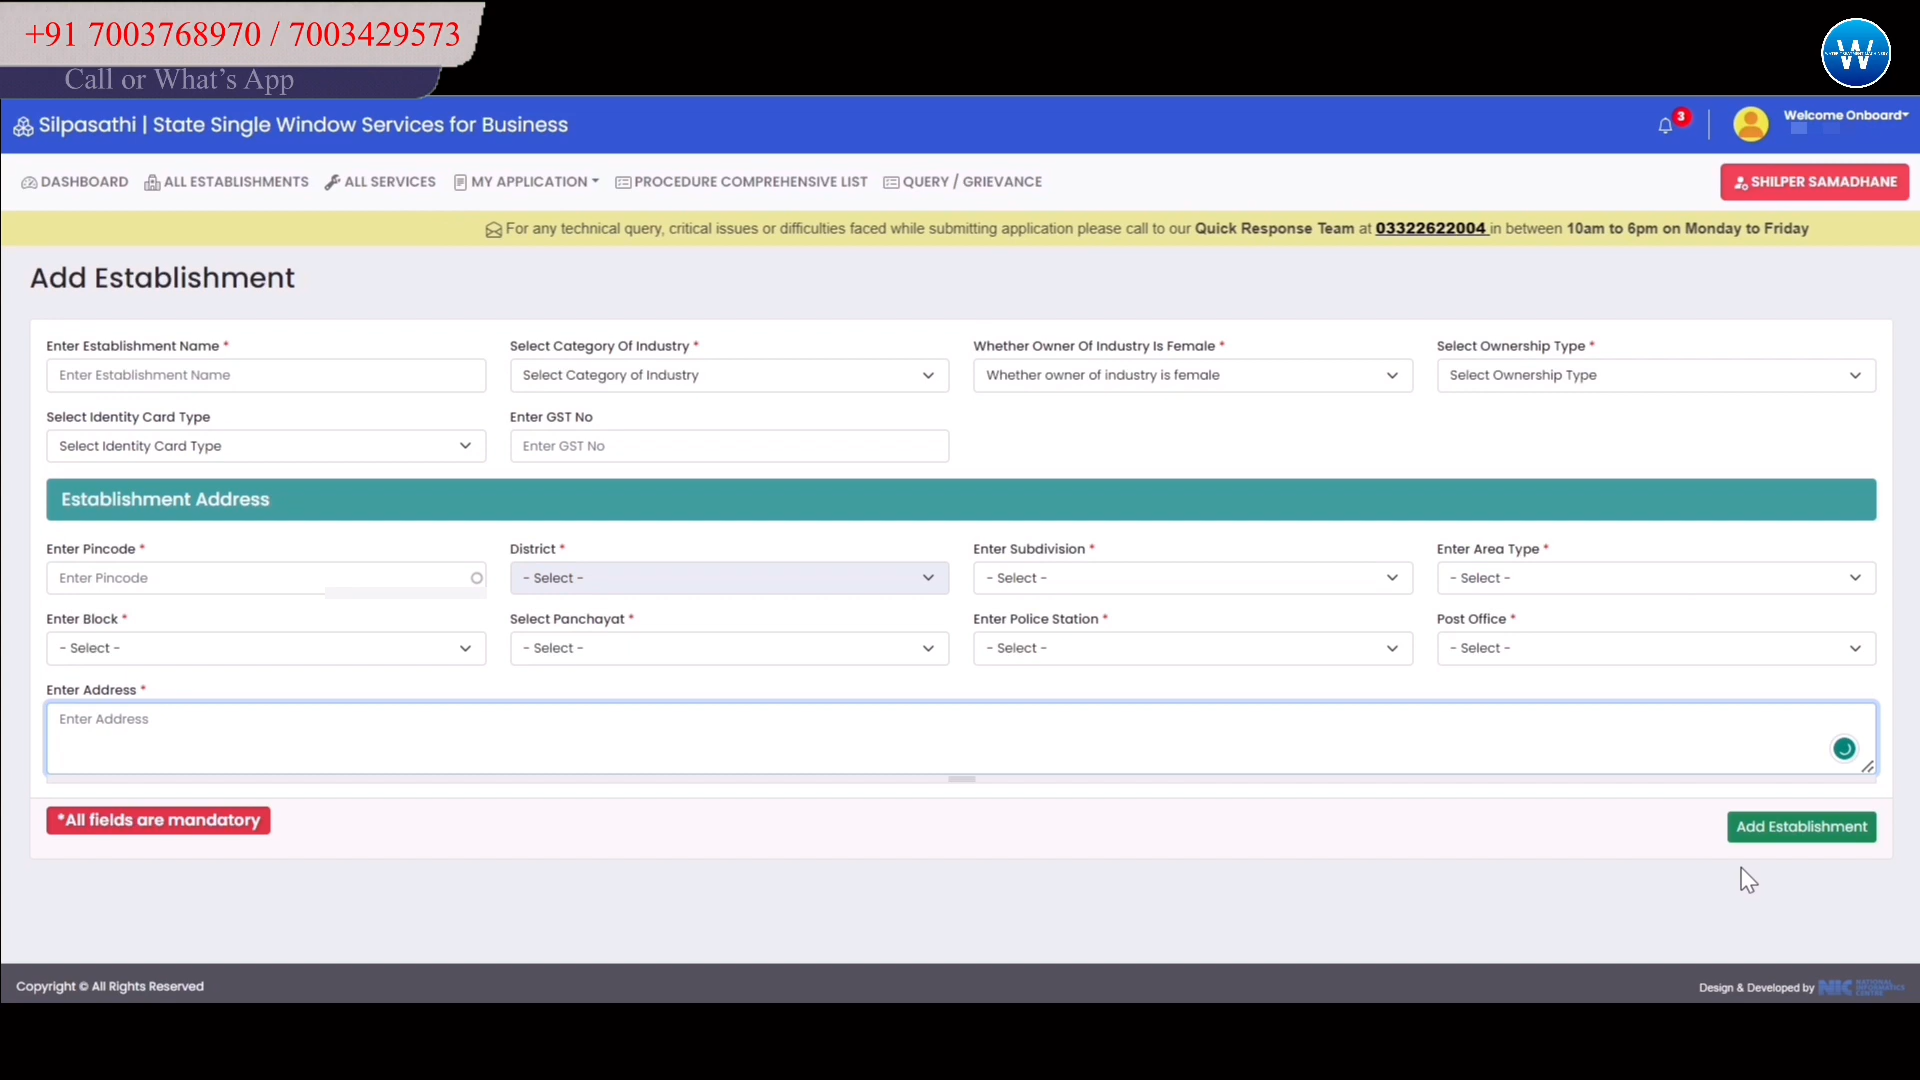 +91 7003768970 / 7003429573
Call or What's App
W
Silpasathi | State Single Window Services for Business
3
Welcome Onboard
DASHBOARD ALL ESTABLISHMENTS ALL SERVICES MY APPLICATION PROCEDURE COMPREHENSIVE LIST QUERY / GRIEVANCE
SHILPER SAMADHANE
For any technical query, critical issues or difficulties faced while submitting application please call to our Quick Response Team at 03322622004 in between 10am to 6pm on Monday to Friday
Add Establishment
Enter Establishment Name * Select Category Of Industry * Whether Owner Of Industry Is Female * Select Ownership Type *
Enter Establishment Name Select Category of Industry Whether owner of industry is female Select Ownership Type
Select Identity Card Type Enter GST No
Select Identity Card Type Enter GST No
Establishment Address
Enter Pincode * District * Enter Subdivision * Enter Area Type *
Enter Pincode - Select - - Select - - Select -
Enter Block * Select Panchayat * Enter Police Station * Post Office *
- Select - - Select - - Select - - Select -
Enter Address *
Enter Address
*All fields are mandatory
Add Establishment
Copyright © All Rights Reserved
Design & Developed by NIC NATIONAL INFORMATICS CENTRE